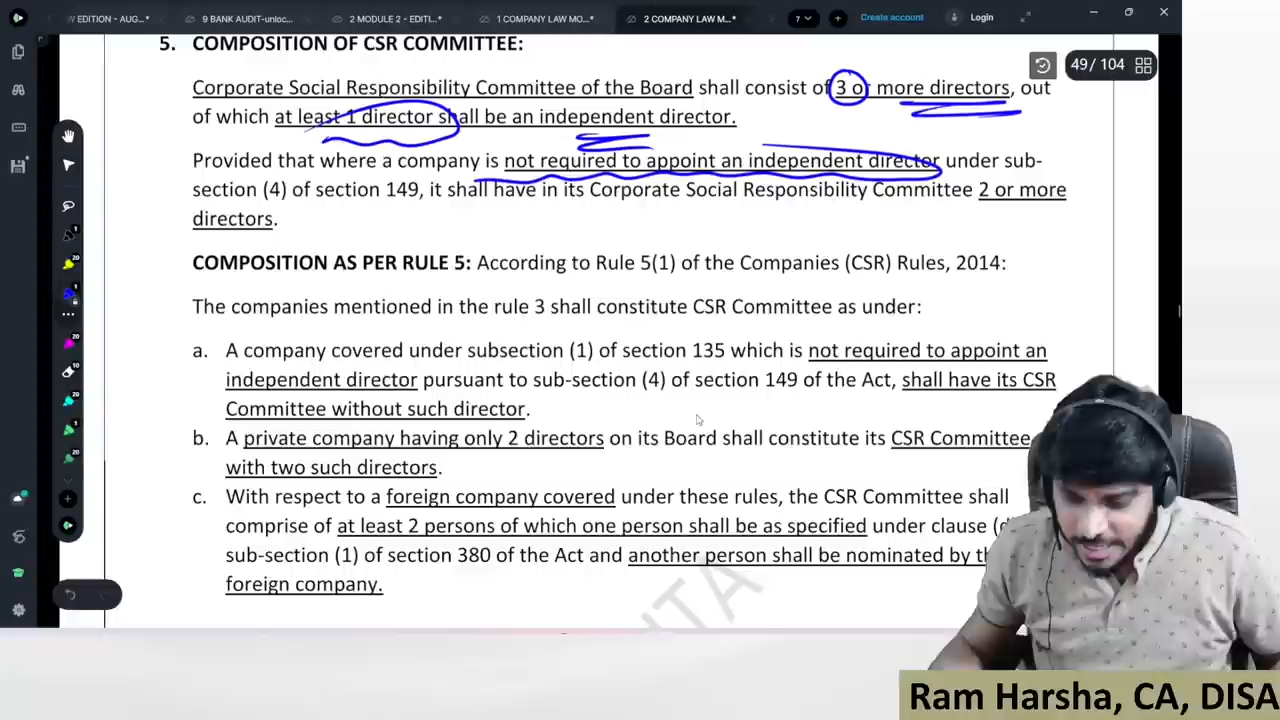 W EDITION - AUG...*
9 BANK AUDIT-unloc...
2 MODULE 2 - EDITI...*
1 COMPANY LAW MO...*
2 COMPANY LAW M...*
7
Create account
Login
49/104
5. COMPOSITION OF CSR COMMITTEE:
Corporate Social Responsibility Committee of the Board shall consist of 3 or more directors, out
of which at least 1 director shall be an independent director.
Provided that where a company is not required to appoint an independent director under sub-
section (4) of section 149, it shall have in its Corporate Social Responsibility Committee 2 or more
directors.
COMPOSITION AS PER RULE 5: According to Rule 5(1) of the Companies (CSR) Rules, 2014:
The companies mentioned in the rule 3 shall constitute CSR Committee as under:
a. A company covered under subsection (1) of section 135 which is not required to appoint an
independent director pursuant to sub-section (4) of section 149 of the Act, shall have its CSR
Committee without such director.
b. A private company having only 2 directors on its Board shall constitute its CSR Committee
with two such directors.
c. With respect to a foreign company covered under these rules, the CSR Committee shall
comprise of at least 2 persons of which one person shall be as specified under clause
sub-section (1) of section 380 of the Act and another person shall be nominated by
foreign company.
Ram Harsha, CA, DISA